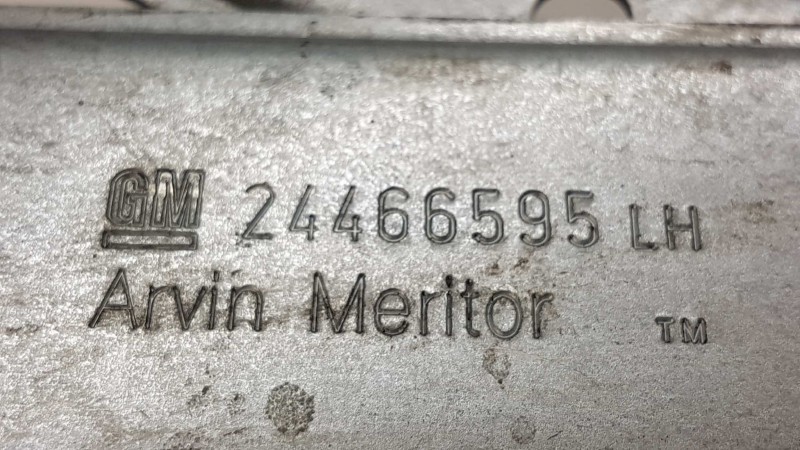 GM 24466595 LH
Arvin Meritor TM